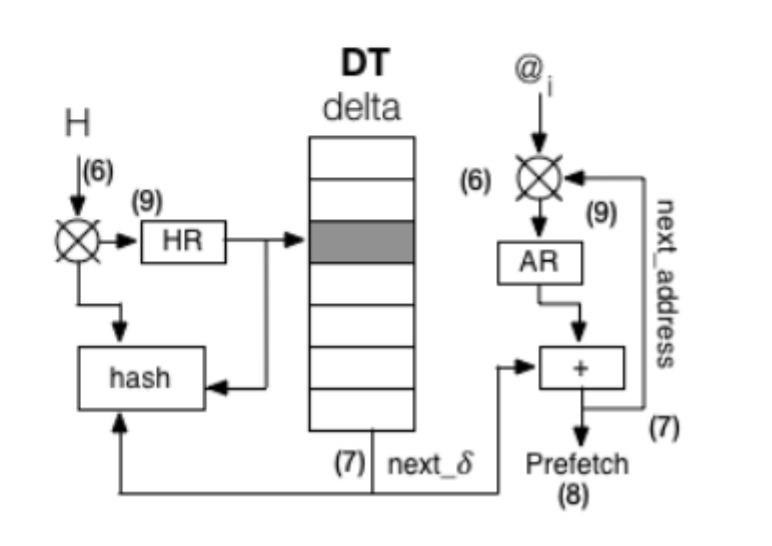 DT
delta
H
(6)
(9)
HR
hash
(7)
next_δ
@i
(6)
(9)
AR
+
next_address
(7)
Prefetch
(8)